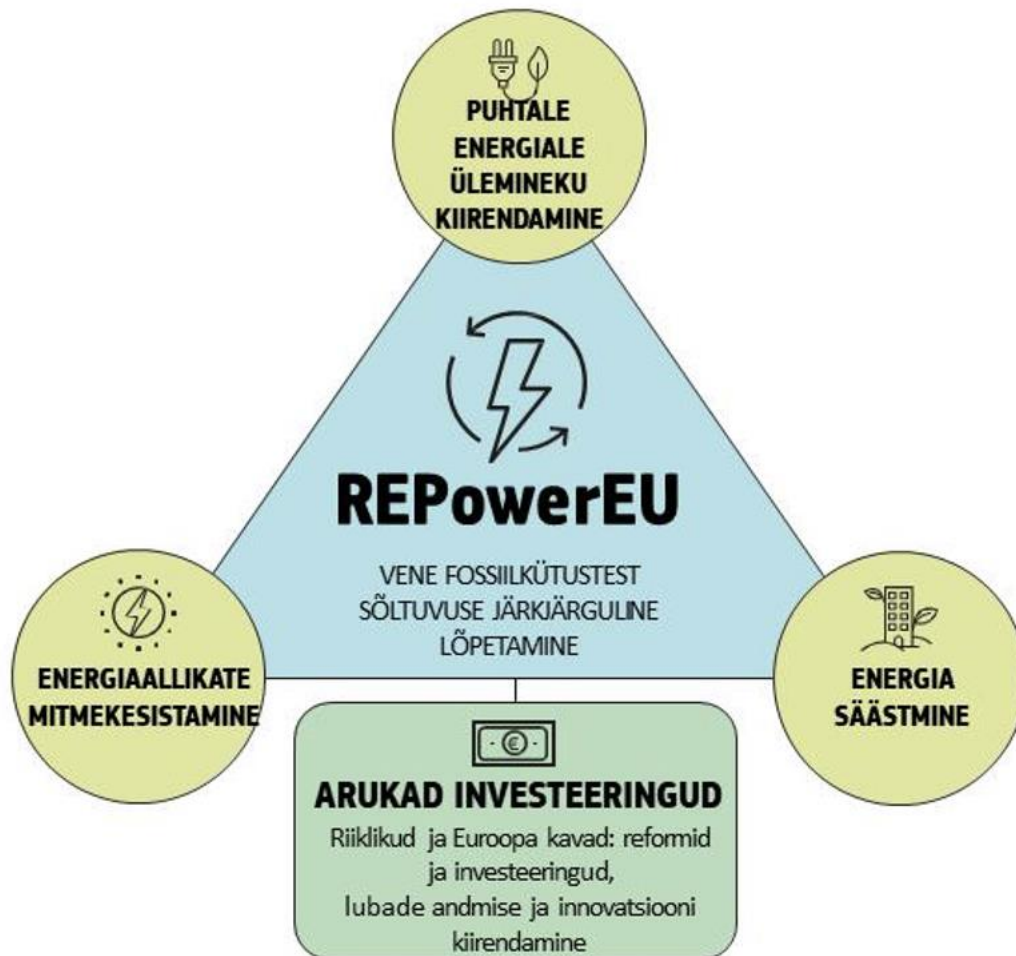 PUHTALE
ENERGIALE
ÜLEMINEKU
KIIRENDAMINE
REPowerEU
VENE FOSSIILKÜTUSTEST
SÕLTUVUSE JÄRKJÄRGULINE
LÕPETAMINE
ENERGIAALLIKATE
MITMEKESISTAMINE
ENERGIA
SÄÄSTMINE
€
ARUKAD INVESTEERINGUD
Riiklikud ja Euroopa kavad: reformid
ja investeeringud,
lubade andmise ja innovatsiooni
kiirendamine